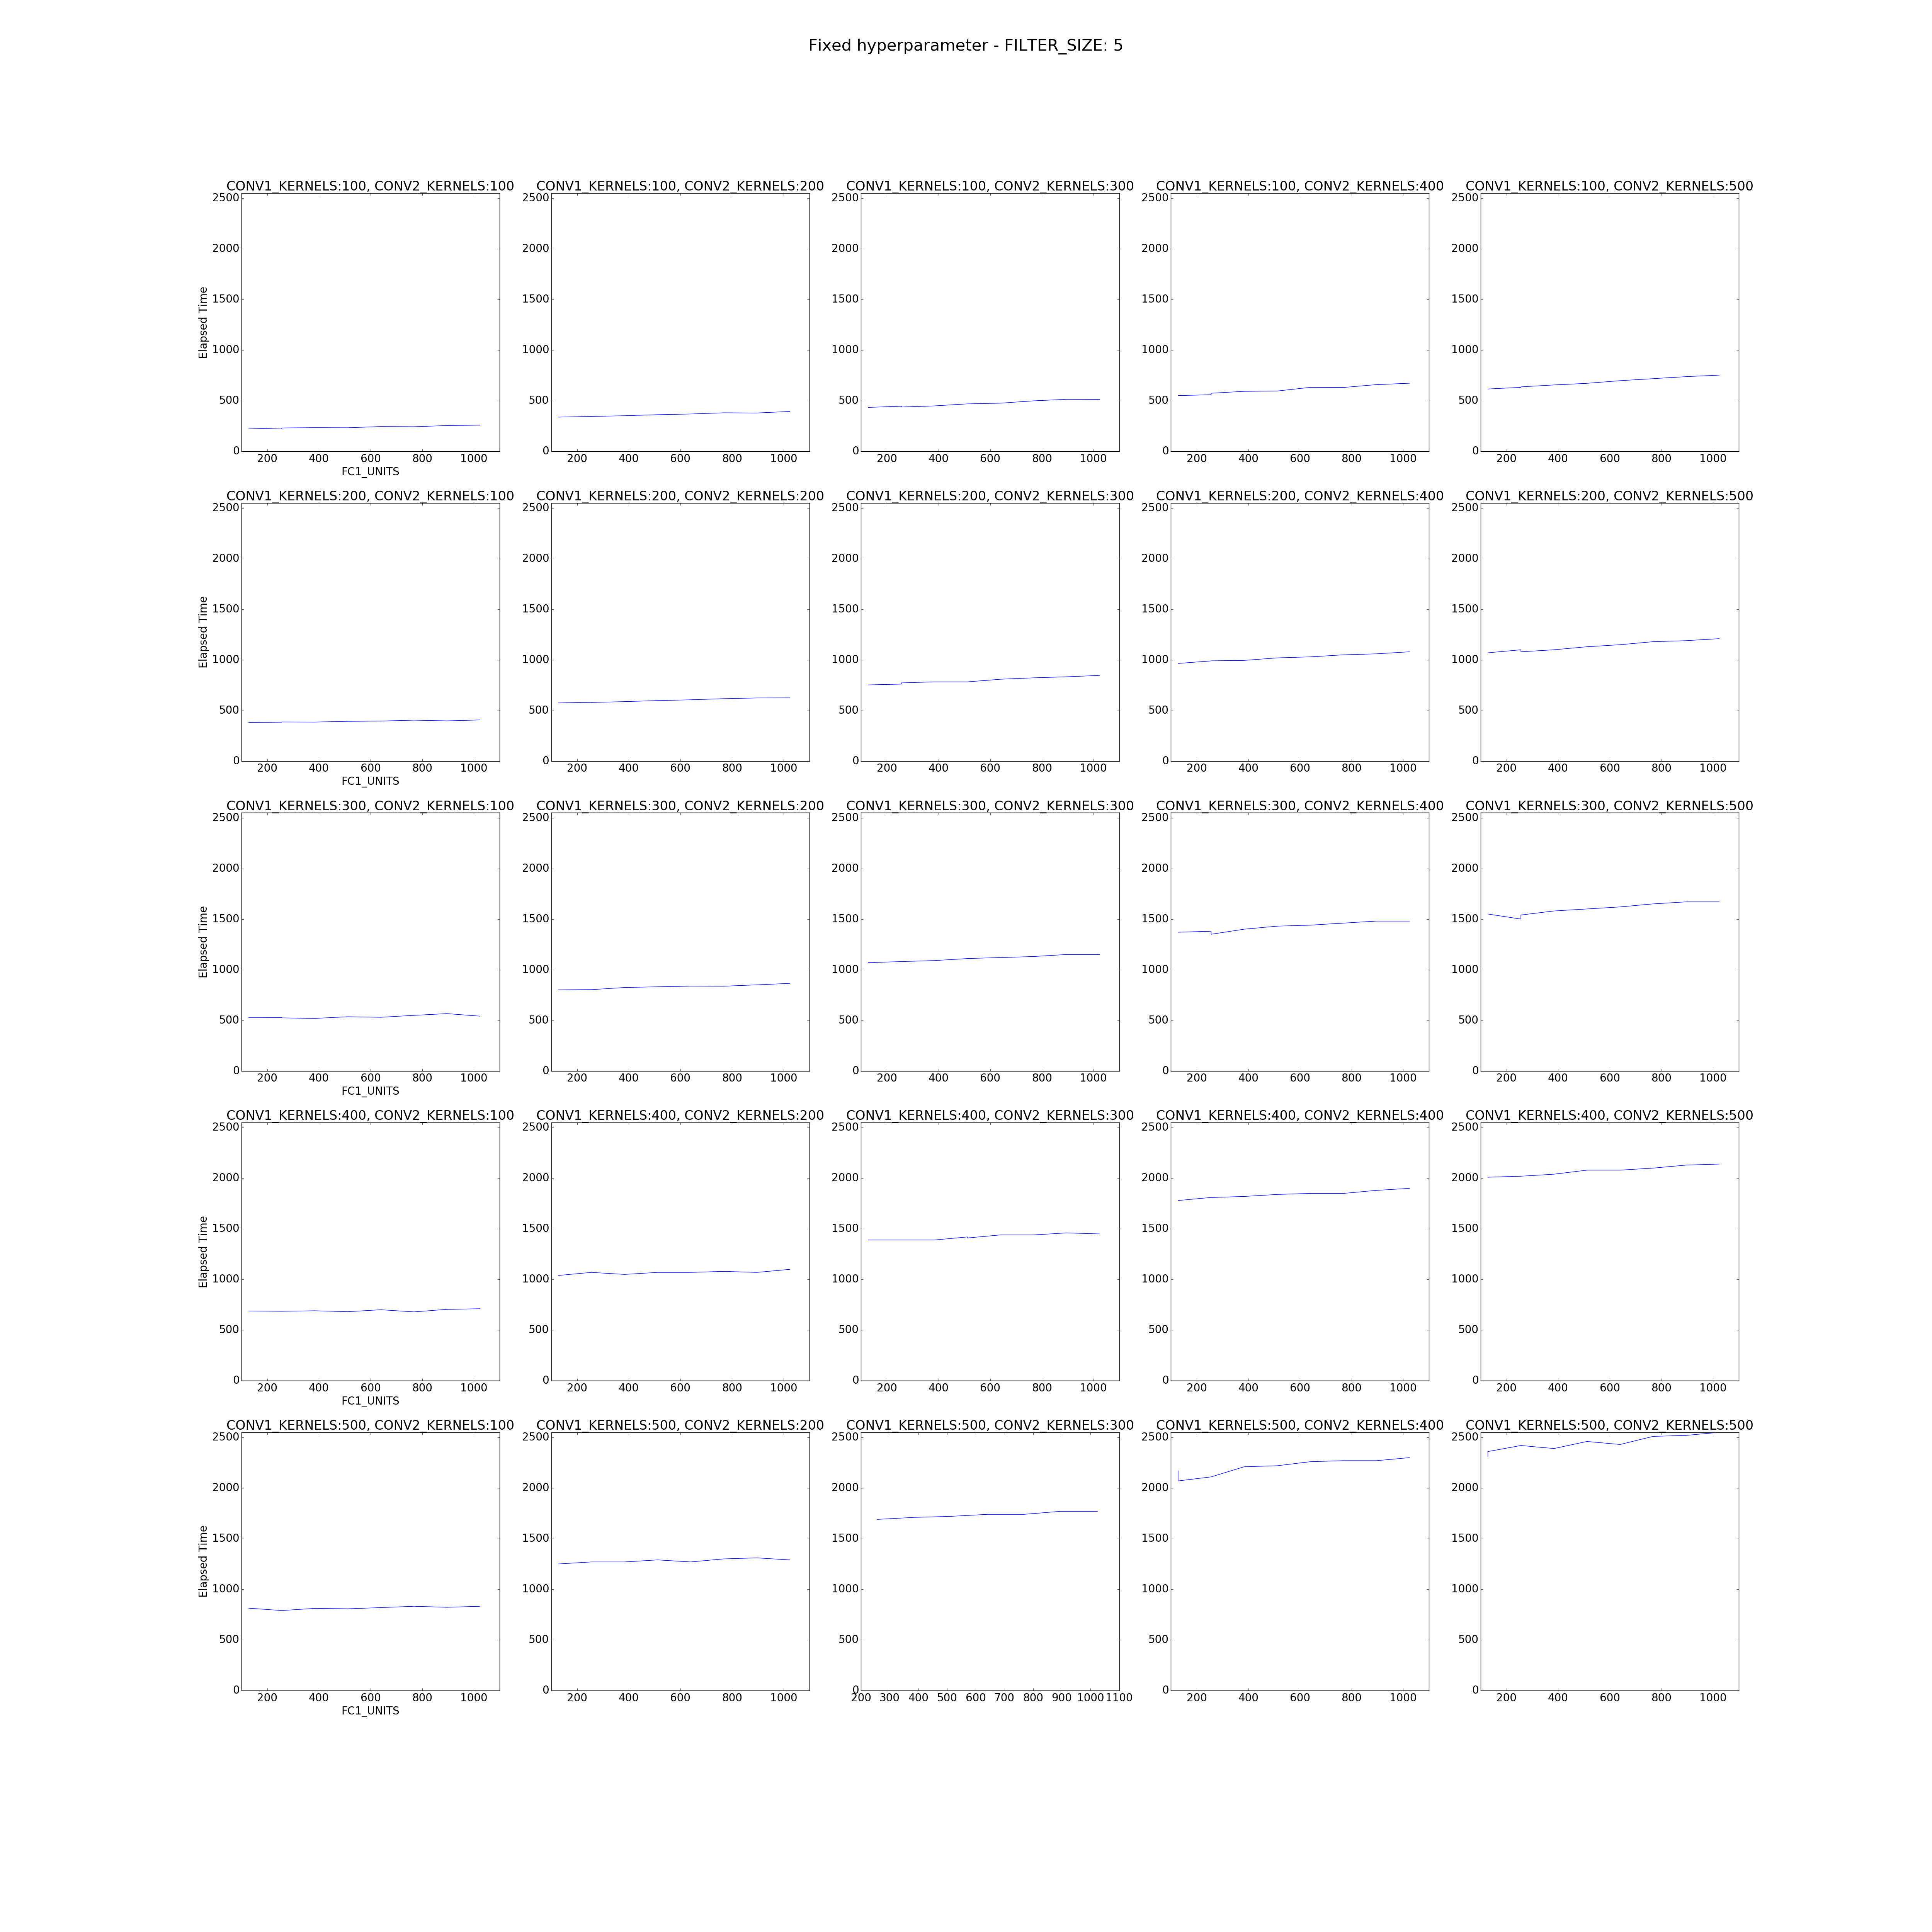 Fixed hyperparameter - FILTER_SIZE: 5
CONV1_KERNELS:100, CONV2_KERNELS:100 CONV1_KERNELS:100, CONV2_KERNELS:200 CONV1_KERNELS:100, CONV2_KERNELS:300 CONV1_KERNELS:100, CONV2_KERNELS:400 CONV1_KERNELS:100, CONV2_KERNELS:500
2500 2500 2500 2500 2500
2000 2000 2000 2000 2000
1500 1500 1500 1500 1500
Elapsed Time
1000 1000 1000 1000 1000
500 500 500 500 500
0 0 0 0 0
200 400 600 800 1000 200 400 600 800 1000 200 400 600 800 1000 200 400 600 800 1000 200 400 600 800 1000
FC1_UNITS
CONV1_KERNELS:200, CONV2_KERNELS:100 CONV1_KERNELS:200, CONV2_KERNELS:200 CONV1_KERNELS:200, CONV2_KERNELS:300 CONV1_KERNELS:200, CONV2_KERNELS:400 CONV1_KERNELS:200, CONV2_KERNELS:500
2500 2500 2500 2500 2500
2000 2000 2000 2000 2000
1500 1500 1500 1500 1500
Elapsed Time
1000 1000 1000 1000 1000
500 500 500 500 500
0 0 0 0 0
200 400 600 800 1000 200 400 600 800 1000 200 400 600 800 1000 200 400 600 800 1000 200 400 600 800 1000
FC1_UNITS
CONV1_KERNELS:300, CONV2_KERNELS:100 CONV1_KERNELS:300, CONV2_KERNELS:200 CONV1_KERNELS:300, CONV2_KERNELS:300 CONV1_KERNELS:300, CONV2_KERNELS:400 CONV1_KERNELS:300, CONV2_KERNELS:500
2500 2500 2500 2500 2500
2000 2000 2000 2000 2000
1500 1500 1500 1500 1500
Elapsed Time
1000 1000 1000 1000 1000
500 500 500 500 500
0 0 0 0 0
200 400 600 800 1000 200 400 600 800 1000 200 400 600 800 1000 200 400 600 800 1000 200 400 600 800 1000
FC1_UNITS
CONV1_KERNELS:400, CONV2_KERNELS:100 CONV1_KERNELS:400, CONV2_KERNELS:200 CONV1_KERNELS:400, CONV2_KERNELS:300 CONV1_KERNELS:400, CONV2_KERNELS:400 CONV1_KERNELS:400, CONV2_KERNELS:500
2500 2500 2500 2500 2500
2000 2000 2000 2000 2000
1500 1500 1500 1500 1500
Elapsed Time
1000 1000 1000 1000 1000
500 500 500 500 500
0 0 0 0 0
200 400 600 800 1000 200 400 600 800 1000 200 400 600 800 1000 200 400 600 800 1000 200 400 600 800 1000
FC1_UNITS
CONV1_KERNELS:500, CONV2_KERNELS:100 CONV1_KERNELS:500, CONV2_KERNELS:200 CONV1_KERNELS:500, CONV2_KERNELS:300 CONV1_KERNELS:500, CONV2_KERNELS:400 CONV1_KERNELS:500, CONV2_KERNELS:500
2500 2500 2500 2500 2500
2000 2000 2000 2000 2000
1500 1500 1500 1500 1500
Elapsed Time
1000 1000 1000 1000 1000
500 500 500 500 500
0 0 0 0 0
200 400 600 800 1000 200 400 600 800 1000 200 300 400 500 600 700 800 900 1000 1100 200 400 600 800 1000 200 400 600 800 1000
FC1_UNITS